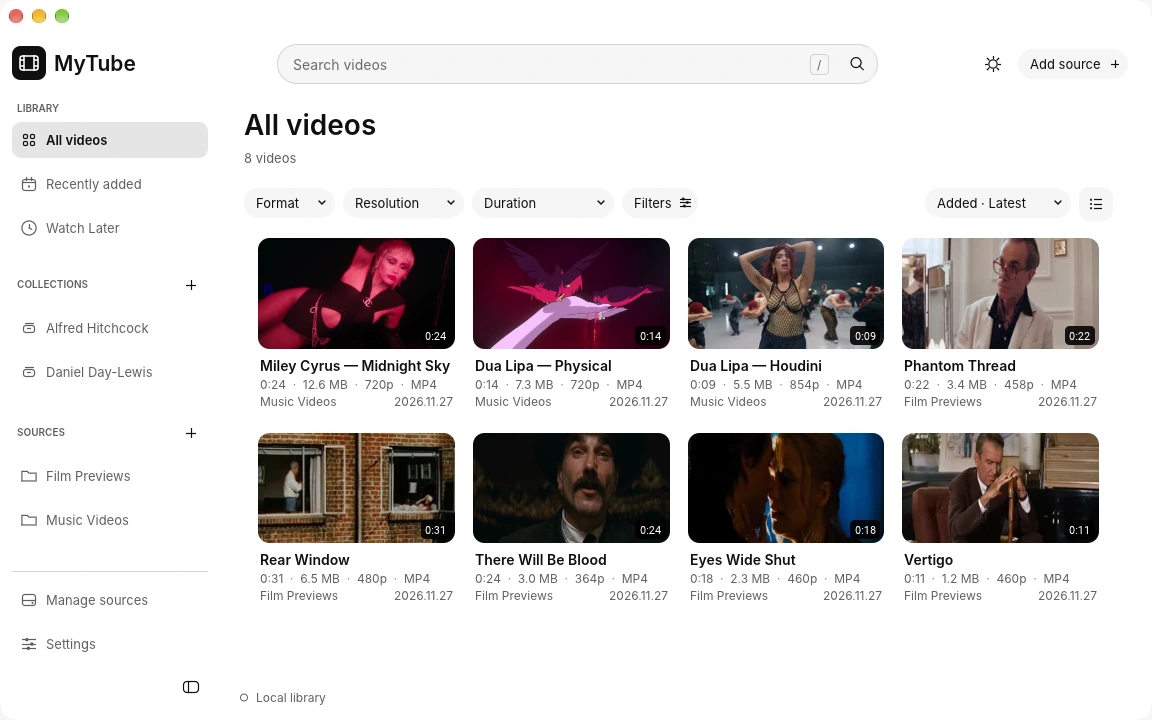 MyTube
Search videos
/
Add source +
LIBRARY
All videos
Recently added
Watch Later
COLLECTIONS +
Alfred Hitchcock
Daniel Day-Lewis
SOURCES +
Film Previews
Music Videos
Manage sources
Settings
All videos
8 videos
Format
Resolution
Duration
Filters
Added · Latest
0:24
0:14
0:09
0:22
Miley Cyrus — Midnight Sky
0:24 · 12.6 MB · 720p · MP4
Music Videos 2026.11.27
Dua Lipa — Physical
0:14 · 7.3 MB · 720p · MP4
Music Videos 2026.11.27
Dua Lipa — Houdini
0:09 · 5.5 MB · 854p · MP4
Music Videos 2026.11.27
Phantom Thread
0:22 · 3.4 MB · 458p · MP4
Film Previews 2026.11.27
0:31
0:24
0:18
0:11
Rear Window
0:31 · 6.5 MB · 480p · MP4
Film Previews 2026.11.27
There Will Be Blood
0:24 · 3.0 MB · 364p · MP4
Film Previews 2026.11.27
Eyes Wide Shut
0:18 · 2.3 MB · 460p · MP4
Film Previews 2026.11.27
Vertigo
0:11 · 1.2 MB · 460p · MP4
Film Previews 2026.11.27
Local library